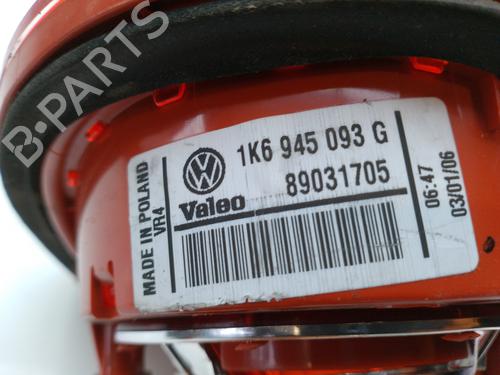 B-PARTS
MADE IN POLAND
VR4
1K6 945 093 G
89031705
Valeo
06:47
03/01/06